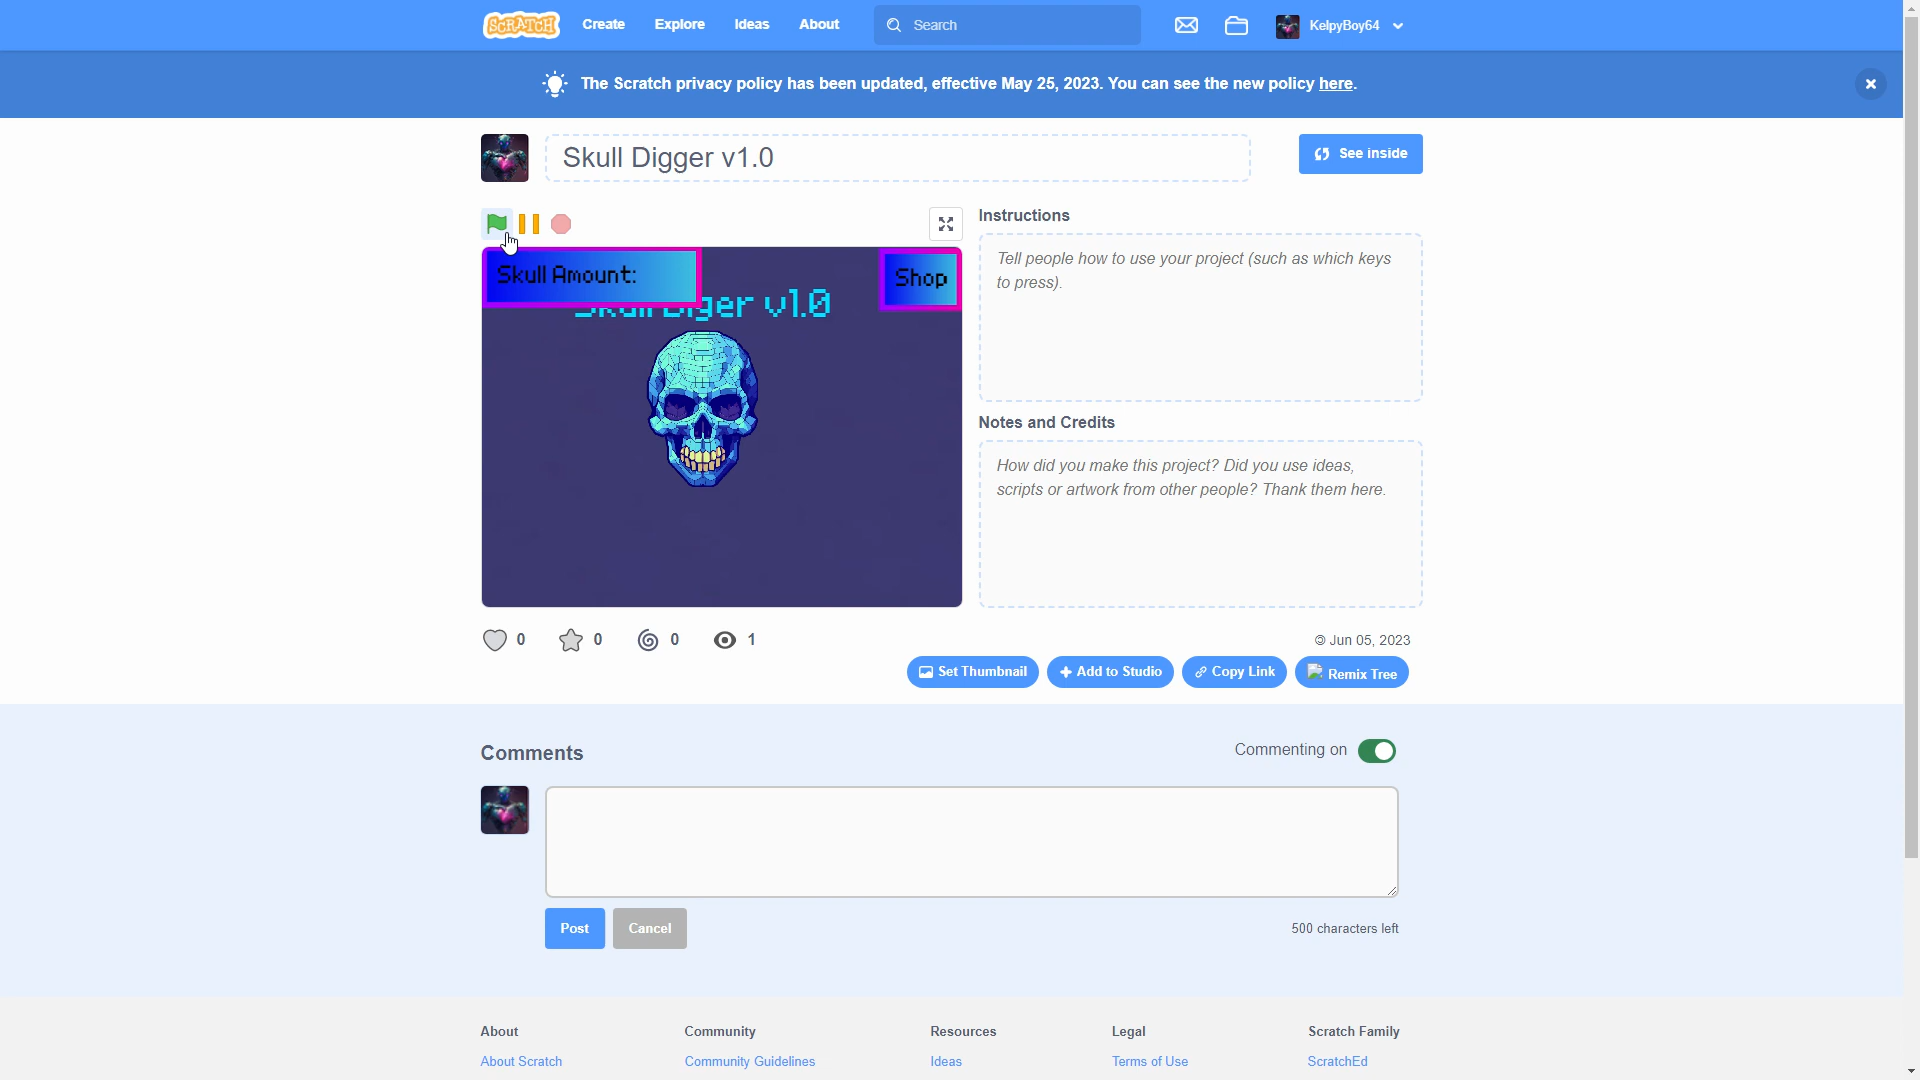 SCRATCH Create Explore Ideas About Search KelpyBoy64
The Scratch privacy policy has been updated, effective May 25, 2023. You can see the new policy here.
Skull Digger v1.0
See inside
Skull Amount:
Shop
ger v1.0
Instructions
Tell people how to use your project (such as which keys
to press).
Notes and Credits
How did you make this project? Did you use ideas,
scripts or artwork from other people? Thank them here.
0 0 0 1
© Jun 05, 2023
Set Thumbnail Add to Studio Copy Link Remix Tree
Comments
Commenting on
Post Cancel
500 characters left
About Community Resources Legal Scratch Family
About Scratch Community Guidelines Ideas Terms of Use ScratchEd